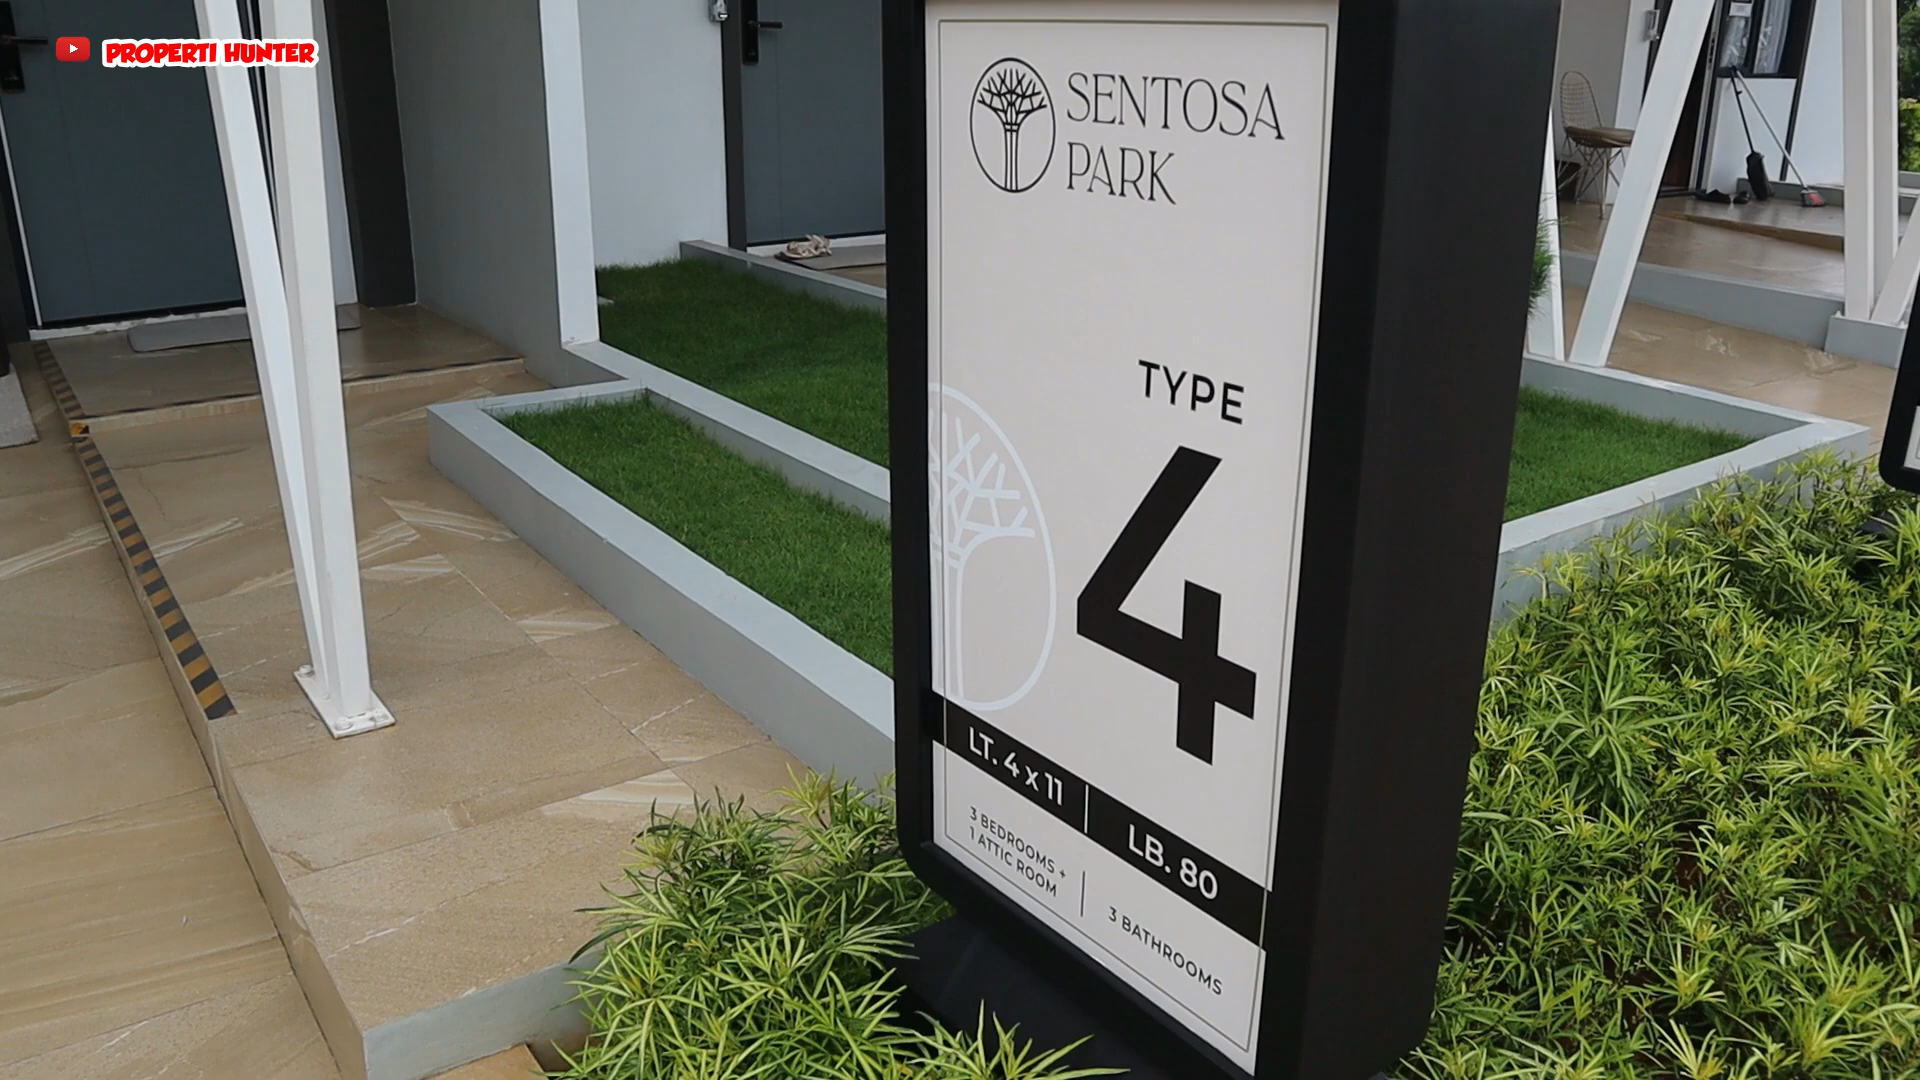 PROPERTI HUNTER
SENTOSA
PARK
TYPE
4
LT. 4 x 11
LB. 80
3 BEDROOMS +
1 ATTIC ROOM
3 BATHROOMS